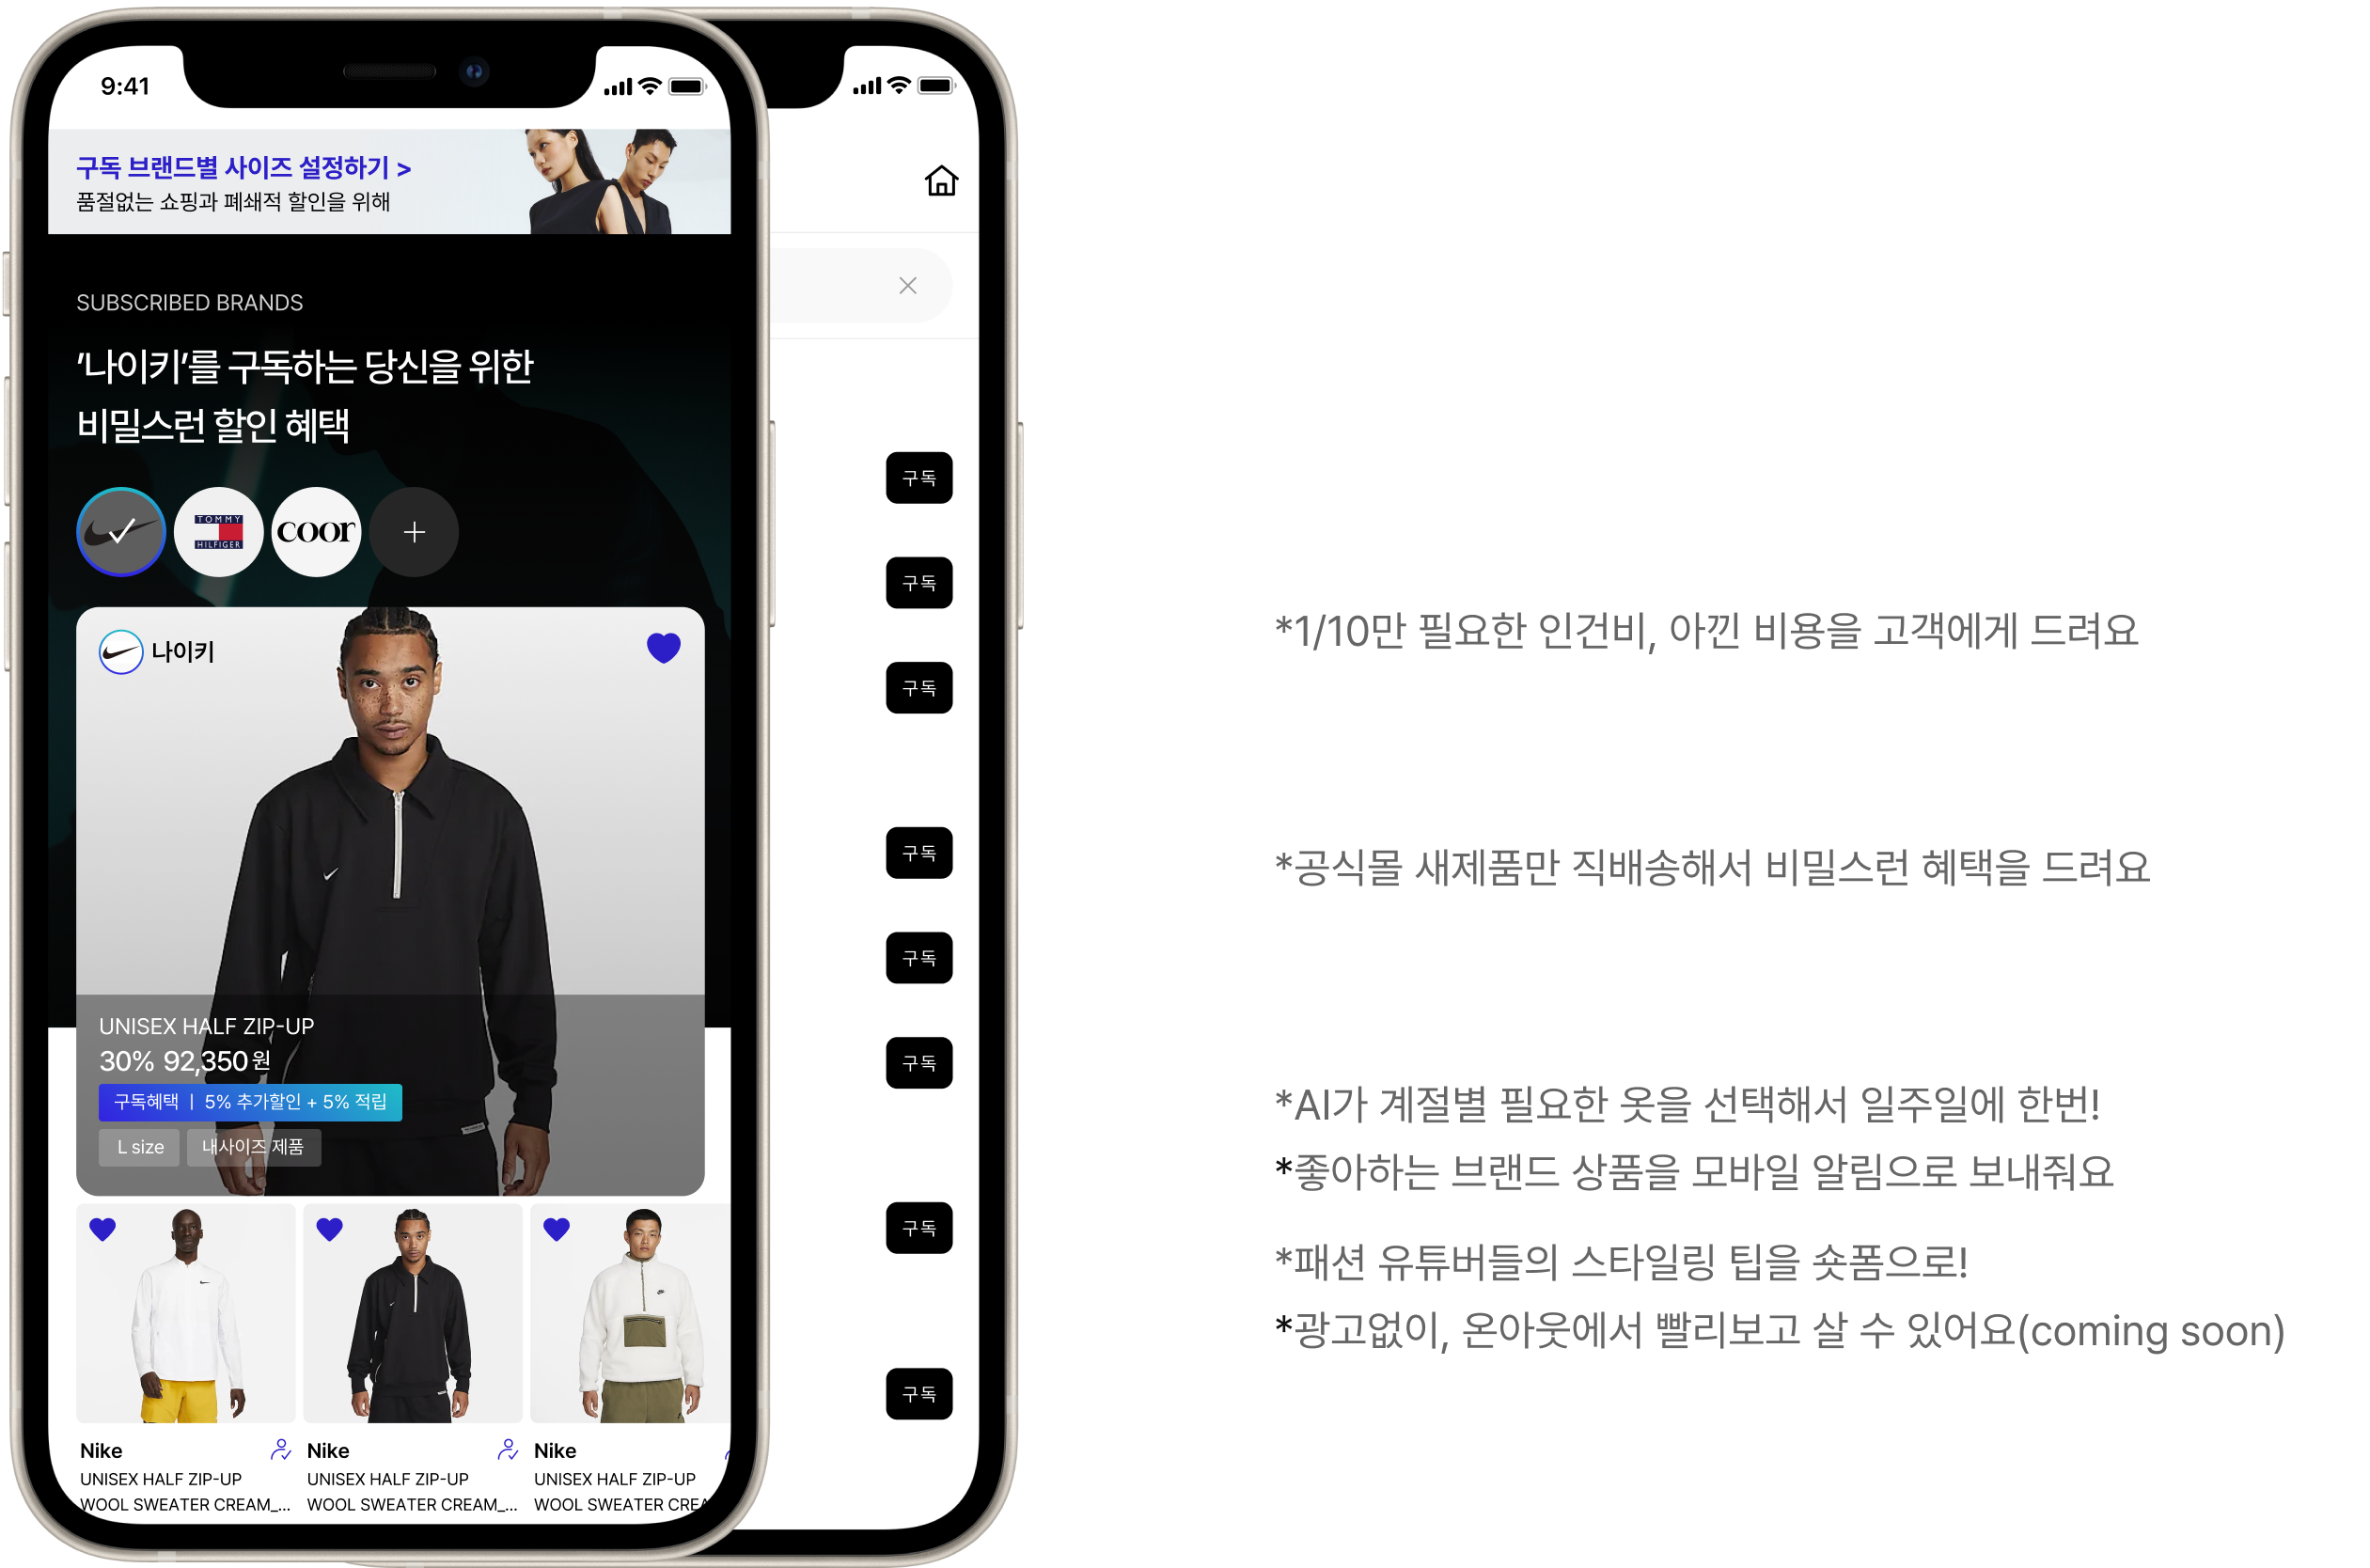 9:41
구독 브랜드별 사이즈 설정하기 >
품절없는 쇼핑과 폐쇄적 할인을 위해
SUBSCRIBED BRANDS
'나이키'를 구독하는 당신을 위한
비밀스런 할인 혜택
TOMMY
HILFIGER
coor
나이키
UNISEX HALF ZIP-UP
30% 92,350원
구독혜택 | 5% 추가할인 + 5% 적립
L size
내사이즈 제품
Nike
UNISEX HALF ZIP-UP
WOOL SWEATER CREAM_...
Nike
UNISEX HALF ZIP-UP
WOOL SWEATER CREAM_...
Nike
UNISEX HALF ZIP-UP
WOOL SWEATER CREA
구독
구독
구독
구독
구독
구독
구독
구독
*1/10만 필요한 인건비, 아낀 비용을 고객에게 드려요
*공식몰 새제품만 직배송해서 비밀스런 혜택을 드려요
*AI가 계절별 필요한 옷을 선택해서 일주일에 한번!
*좋아하는 브랜드 상품을 모바일 알림으로 보내줘요
*패션 유튜버들의 스타일링 팁을 숏폼으로!
*광고없이, 온아웃에서 빨리보고 살 수 있어요(coming soon)